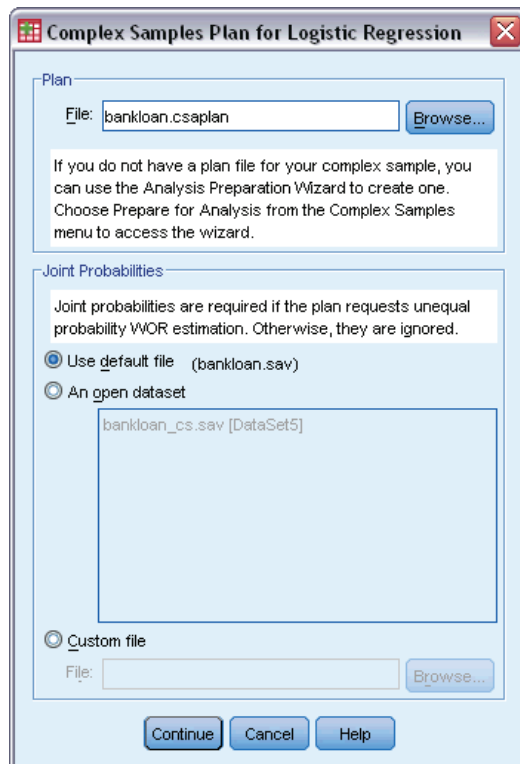 Complex Samples Plan for Logistic Regression
Plan
File: bankloan.csaplan Browse...
If you do not have a plan file for your complex sample, you
can use the Analysis Preparation Wizard to create one.
Choose Prepare for Analysis from the Complex Samples
menu to access the wizard.
Joint Probabilities
Joint probabilities are required if the plan requests unequal
probability WOR estimation. Otherwise, they are ignored.
Use default file (bankloan.sav)
An open dataset
bankloan_cs.sav [DataSet5]
Custom file
File: Browse...
Continue Cancel Help